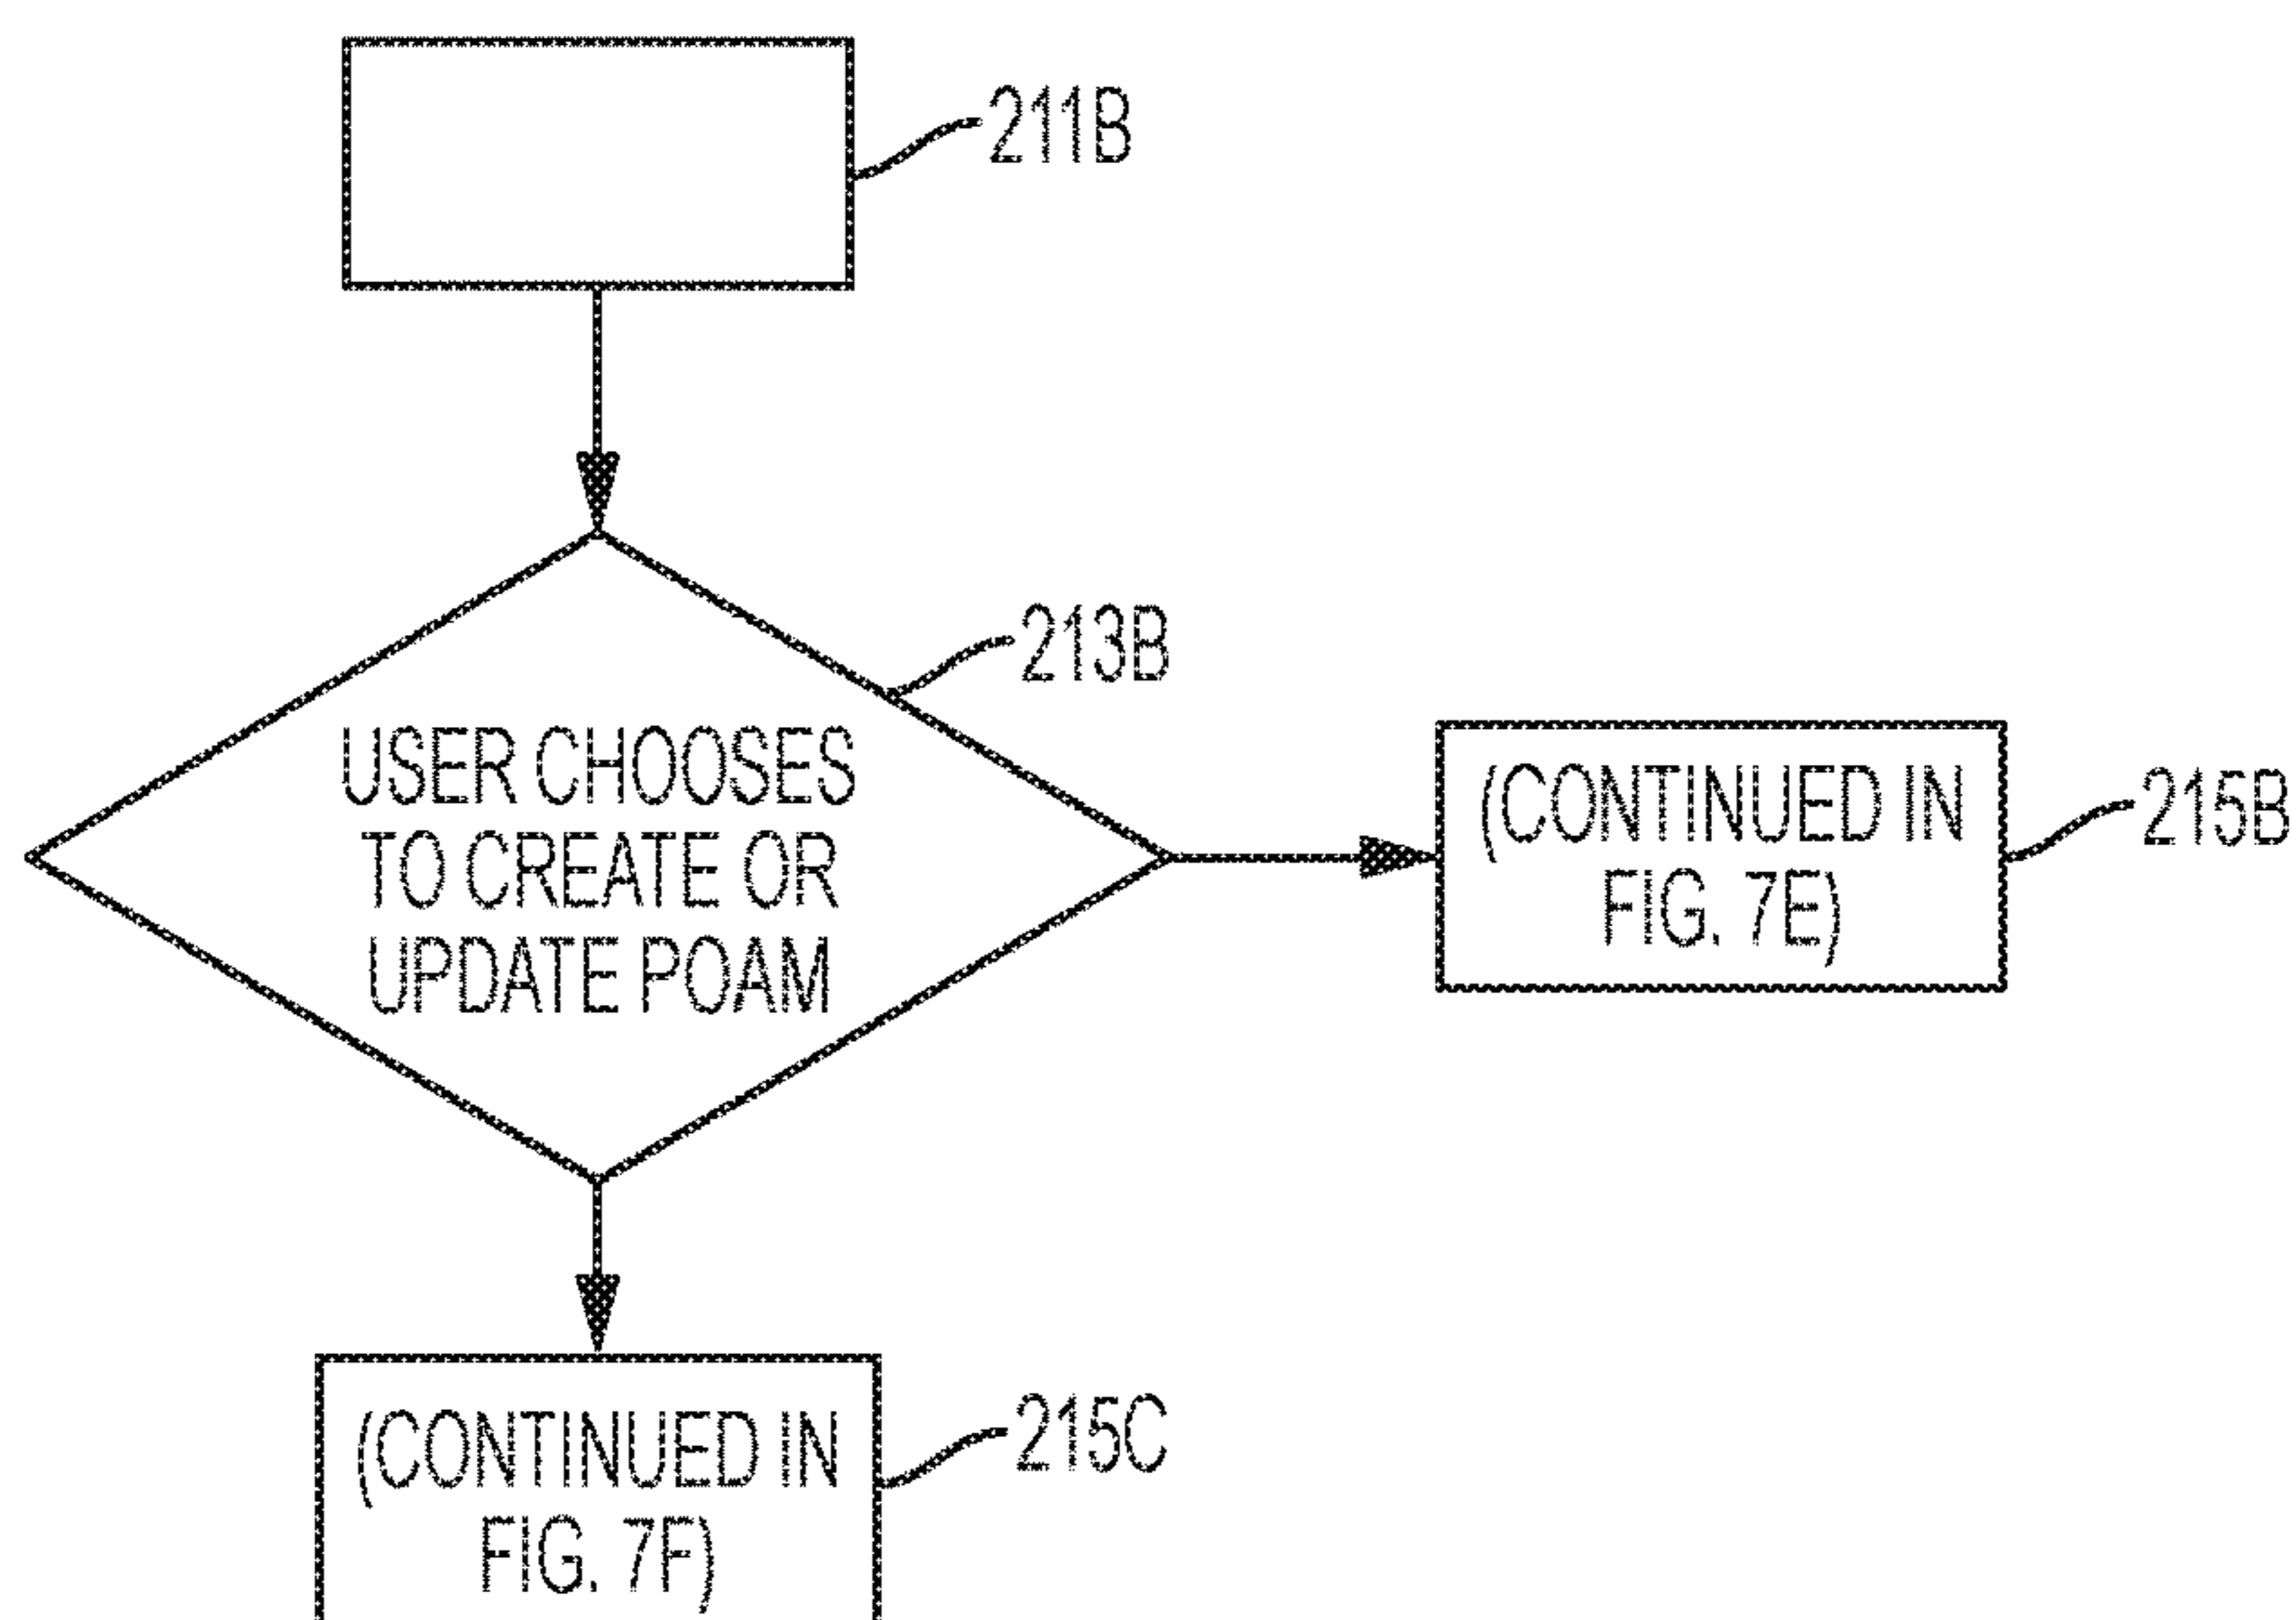 211B
213B
USER CHOOSES
TO CREATE OR
UPDATE POAM
(CONTINUED IN
FIG. 7E)
215B
(CONTINUED IN
FIG. 7F)
215C